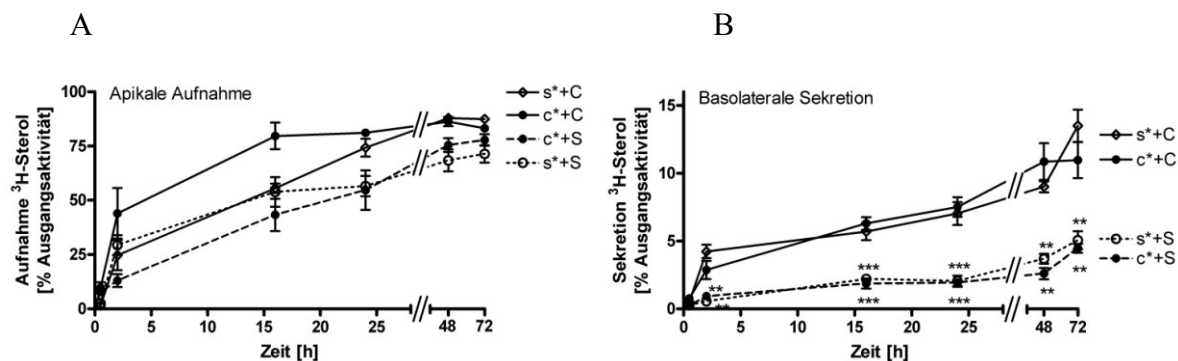 A
B
Apikale Aufnahme
Aufnahme ³H-Sterol
[% Ausgangsaktivität]
100
75
50
25
0
0
5
10
15
20
25
48
72
Zeit [h]
s*+C
c*+C
c*+S
s*+S
Basolaterale Sekretion
Sekretion ³H-Sterol
[% Ausgangsaktivität]
15
10
5
0
0
5
10
15
20
25
48
72
Zeit [h]
s*+C
c*+C
s*+S
c*+S
**
**
***
***
***
***
**
**
**
**